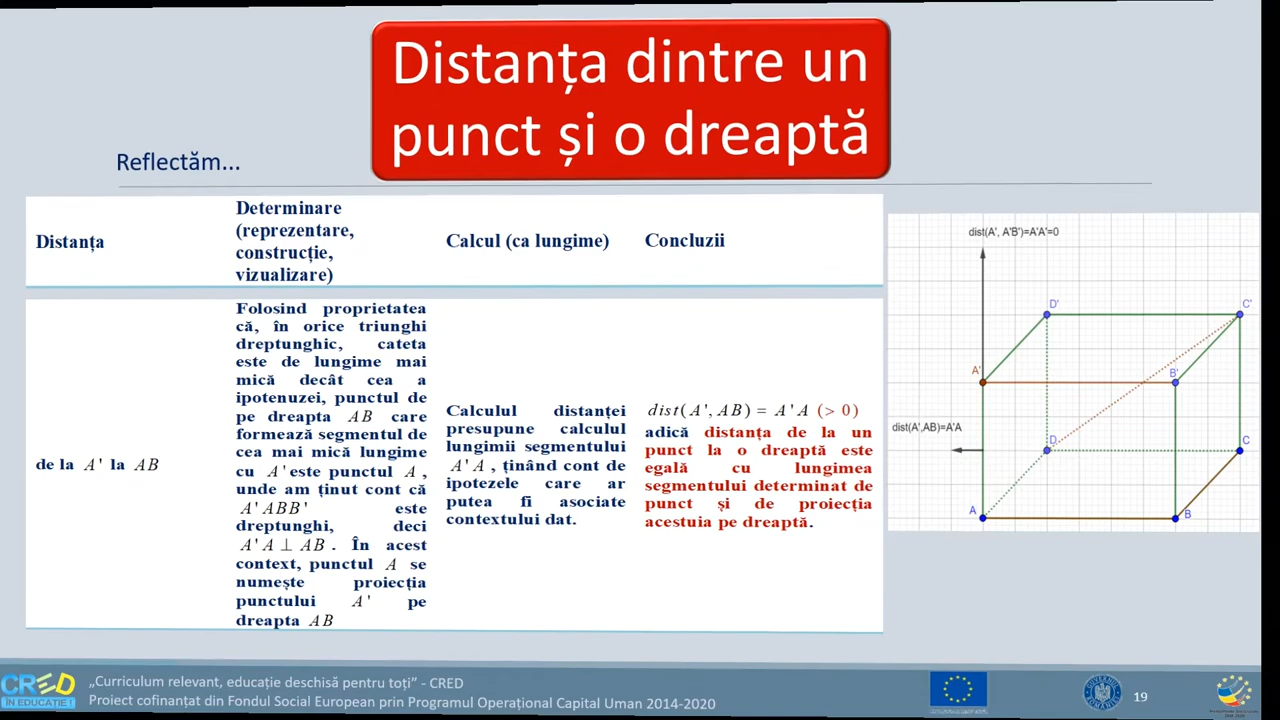 Distanța dintre un
punct și o dreaptă
Reflectăm...
Distanța
Determinare
(reprezentare,
construcție,
vizualizare)
Calcul (ca lungime)
Concluzii
de la A' la AB
Folosind proprietatea
că, în orice triunghi
dreptunghic, cateta
este de lungime mai
mică decât cea a
ipotenuzei, punctul de
pe dreapta AB care
formează segmentul de
cea mai mică lungime
cu A' este punctul A,
unde am ținut cont că
A'ABB' este
dreptunghi, deci
A'A ⊥ AB. În acest
context, punctul A se
numește proiecția
punctului A' pe
dreapta AB
Calculul distanței
presupune calculul
lungimii segmentului
A'A, ținând cont de
ipotezele care ar
putea fi asociate
contextului dat.
dist(A', AB) = A'A (> 0)
adică distanța de la un
punct la o dreaptă este
egală cu lungimea
segmentului determinat de
punct și de proiecția
acestuia pe dreaptă.
dist(A', A'B')=A'A'=0
D'
C'
A'
B'
dist(A',AB)=A'A
D
C
A
B
CRED
ÎN EDUCAȚIE!
„Curriculum relevant, educație deschisă pentru toți” - CRED
Proiect cofinanțat din Fondul Social European prin Programul Operațional Capital Uman 2014-2020
19